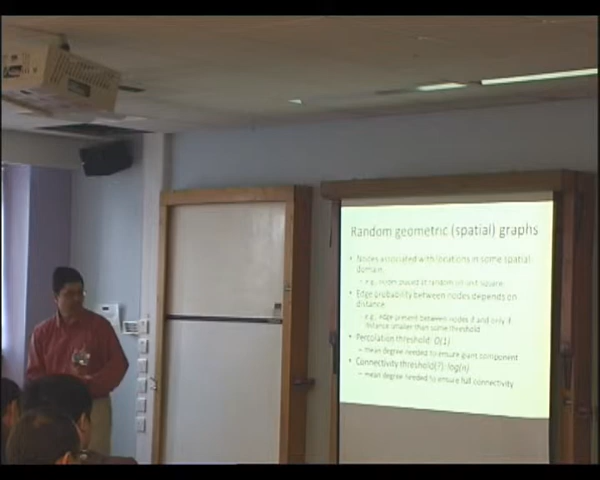 Random geometric (spatial) graphs
• Nodes associated with locations in some spatial
domain.
– e.g., nodes placed at random on unit square
• Edge probability between nodes depends on
distance.
– e.g., edge present between nodes if and only if
distance smaller than some threshold
• Percolation threshold: O(1)
– mean degree needed to ensure giant component
• Connectivity threshold(?): log(n)
– mean degree needed to ensure full connectivity